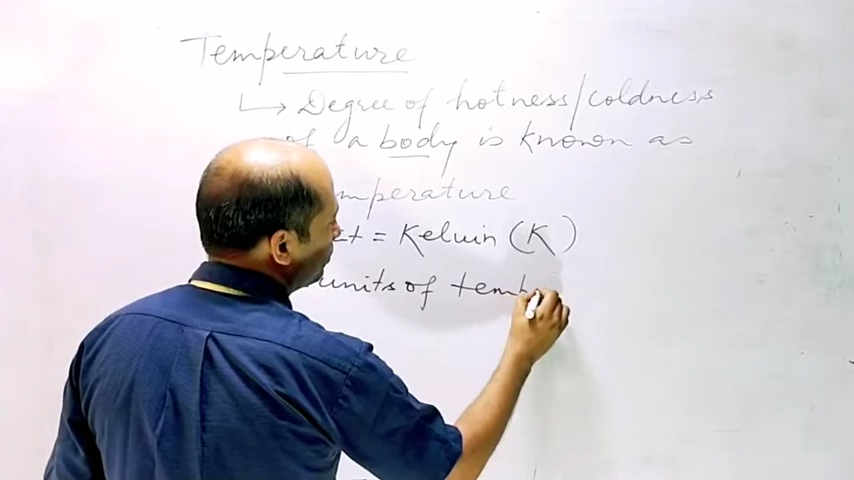 Temperature
↳ Degree of hotness/coldness
of a body is known as
mperature
= Kelvin (K)
units of temp